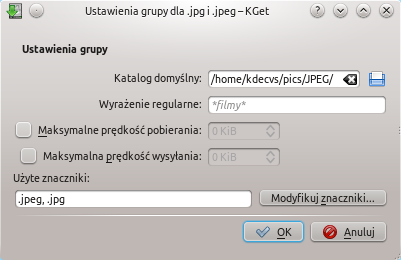 Ustawienia grupy dla .jpg i .jpeg – KGet
Ustawienia grupy
Katalog domyślny: /home/kdecvs/pics/JPEG/
Wyrażenie regularne: *filmy*
Maksymalne prędkość pobierania: 0 KiB
Maksymalna prędkość wysyłania: 0 KiB
Użyte znaczniki:
.jpeg, .jpg Modyfikuj znaczniki...
OK Anuluj